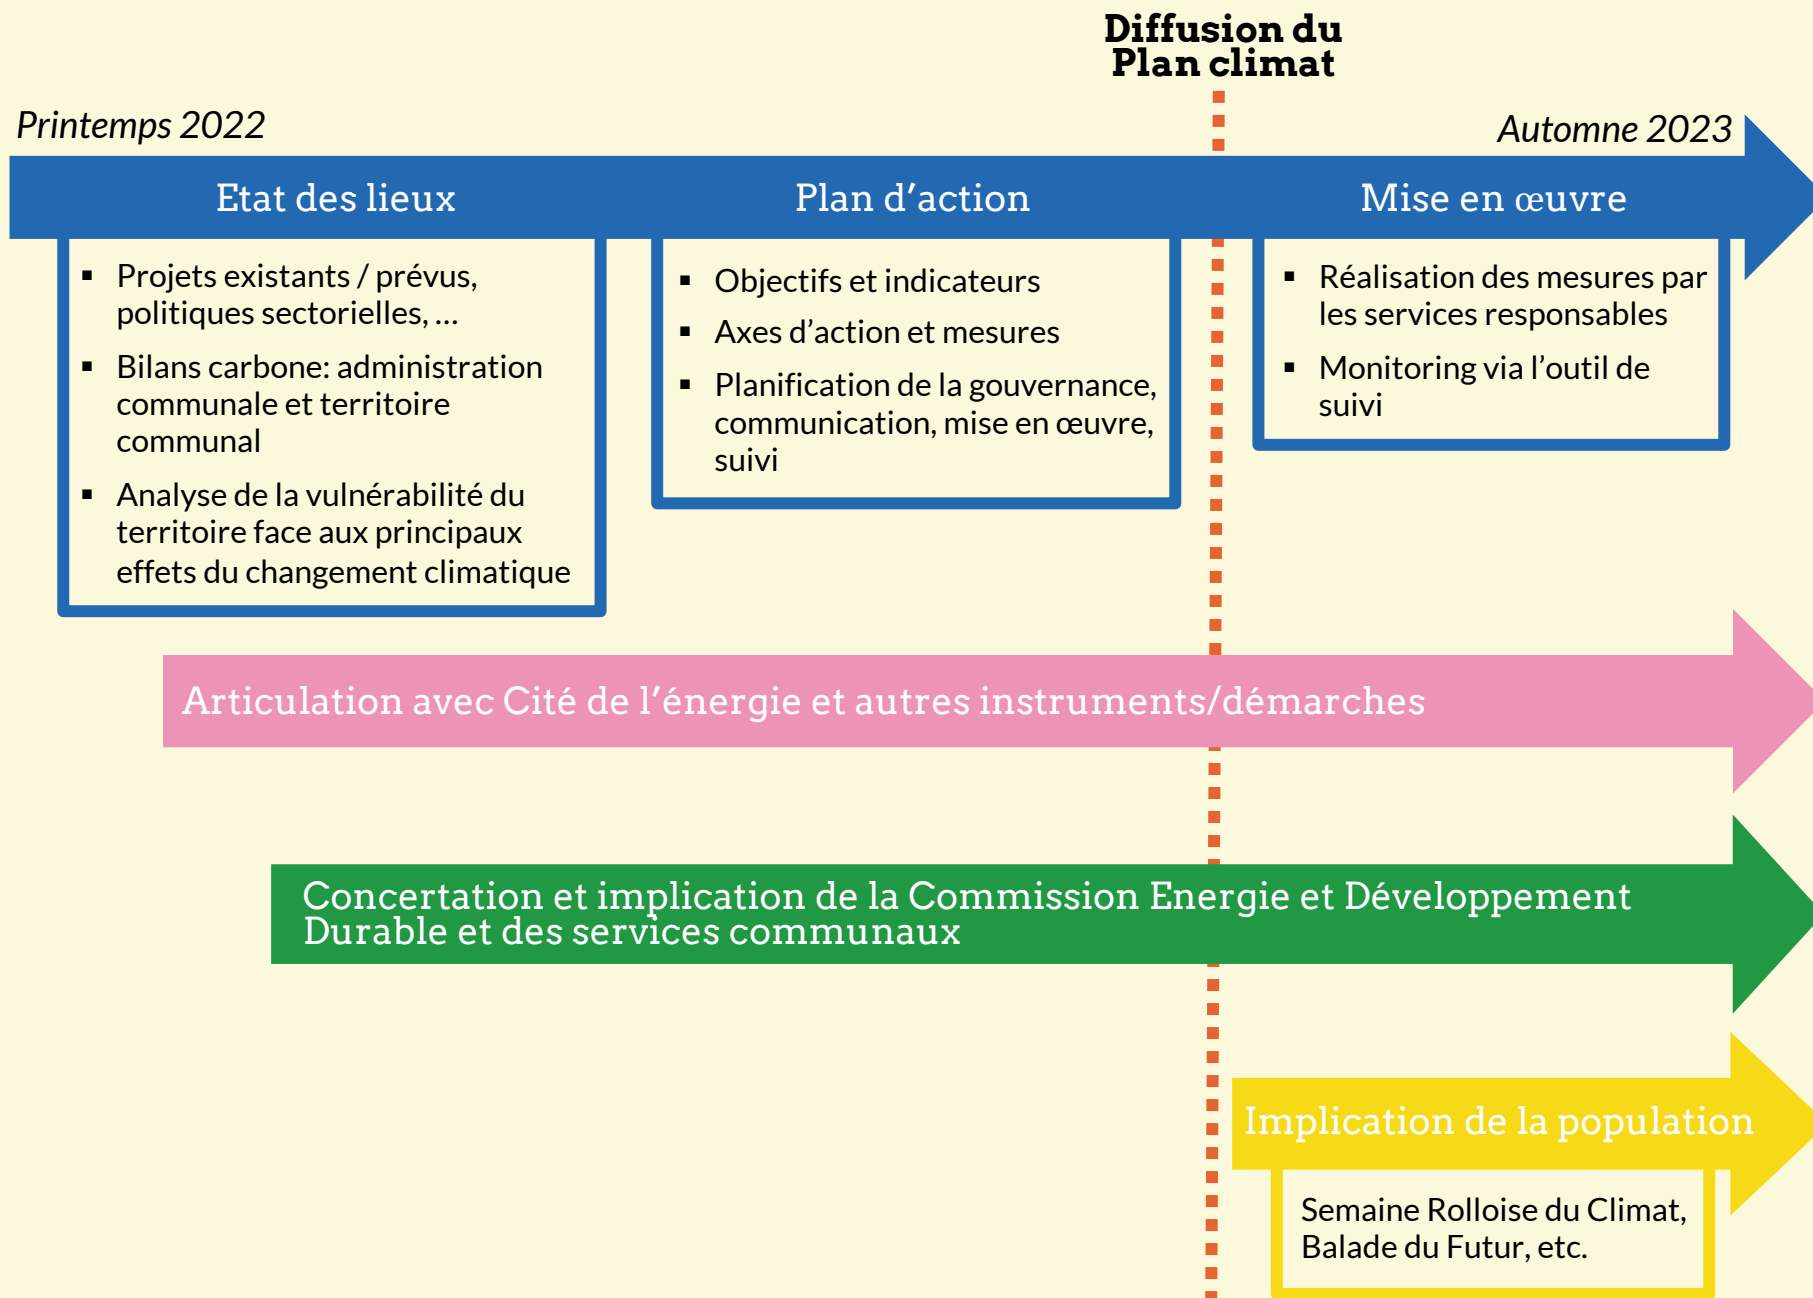 Diffusion du
Plan climat
Printemps 2022
Automne 2023
Etat des lieux
Plan d'action
Mise en œuvre
▪ Projets existants / prévus,
politiques sectorielles, …
▪ Bilans carbone: administration
communale et territoire
communal
▪ Analyse de la vulnérabilité du
territoire face aux principaux
effets du changement climatique
▪ Objectifs et indicateurs
▪ Axes d'action et mesures
▪ Planification de la gouvernance,
communication, mise en œuvre,
suivi
▪ Réalisation des mesures par
les services responsables
▪ Monitoring via l'outil de
suivi
Articulation avec Cité de l'énergie et autres instruments/démarches
Concertation et implication de la Commission Energie et Développement
Durable et des services communaux
Implication de la population
Semaine Rolloise du Climat,
Balade du Futur, etc.